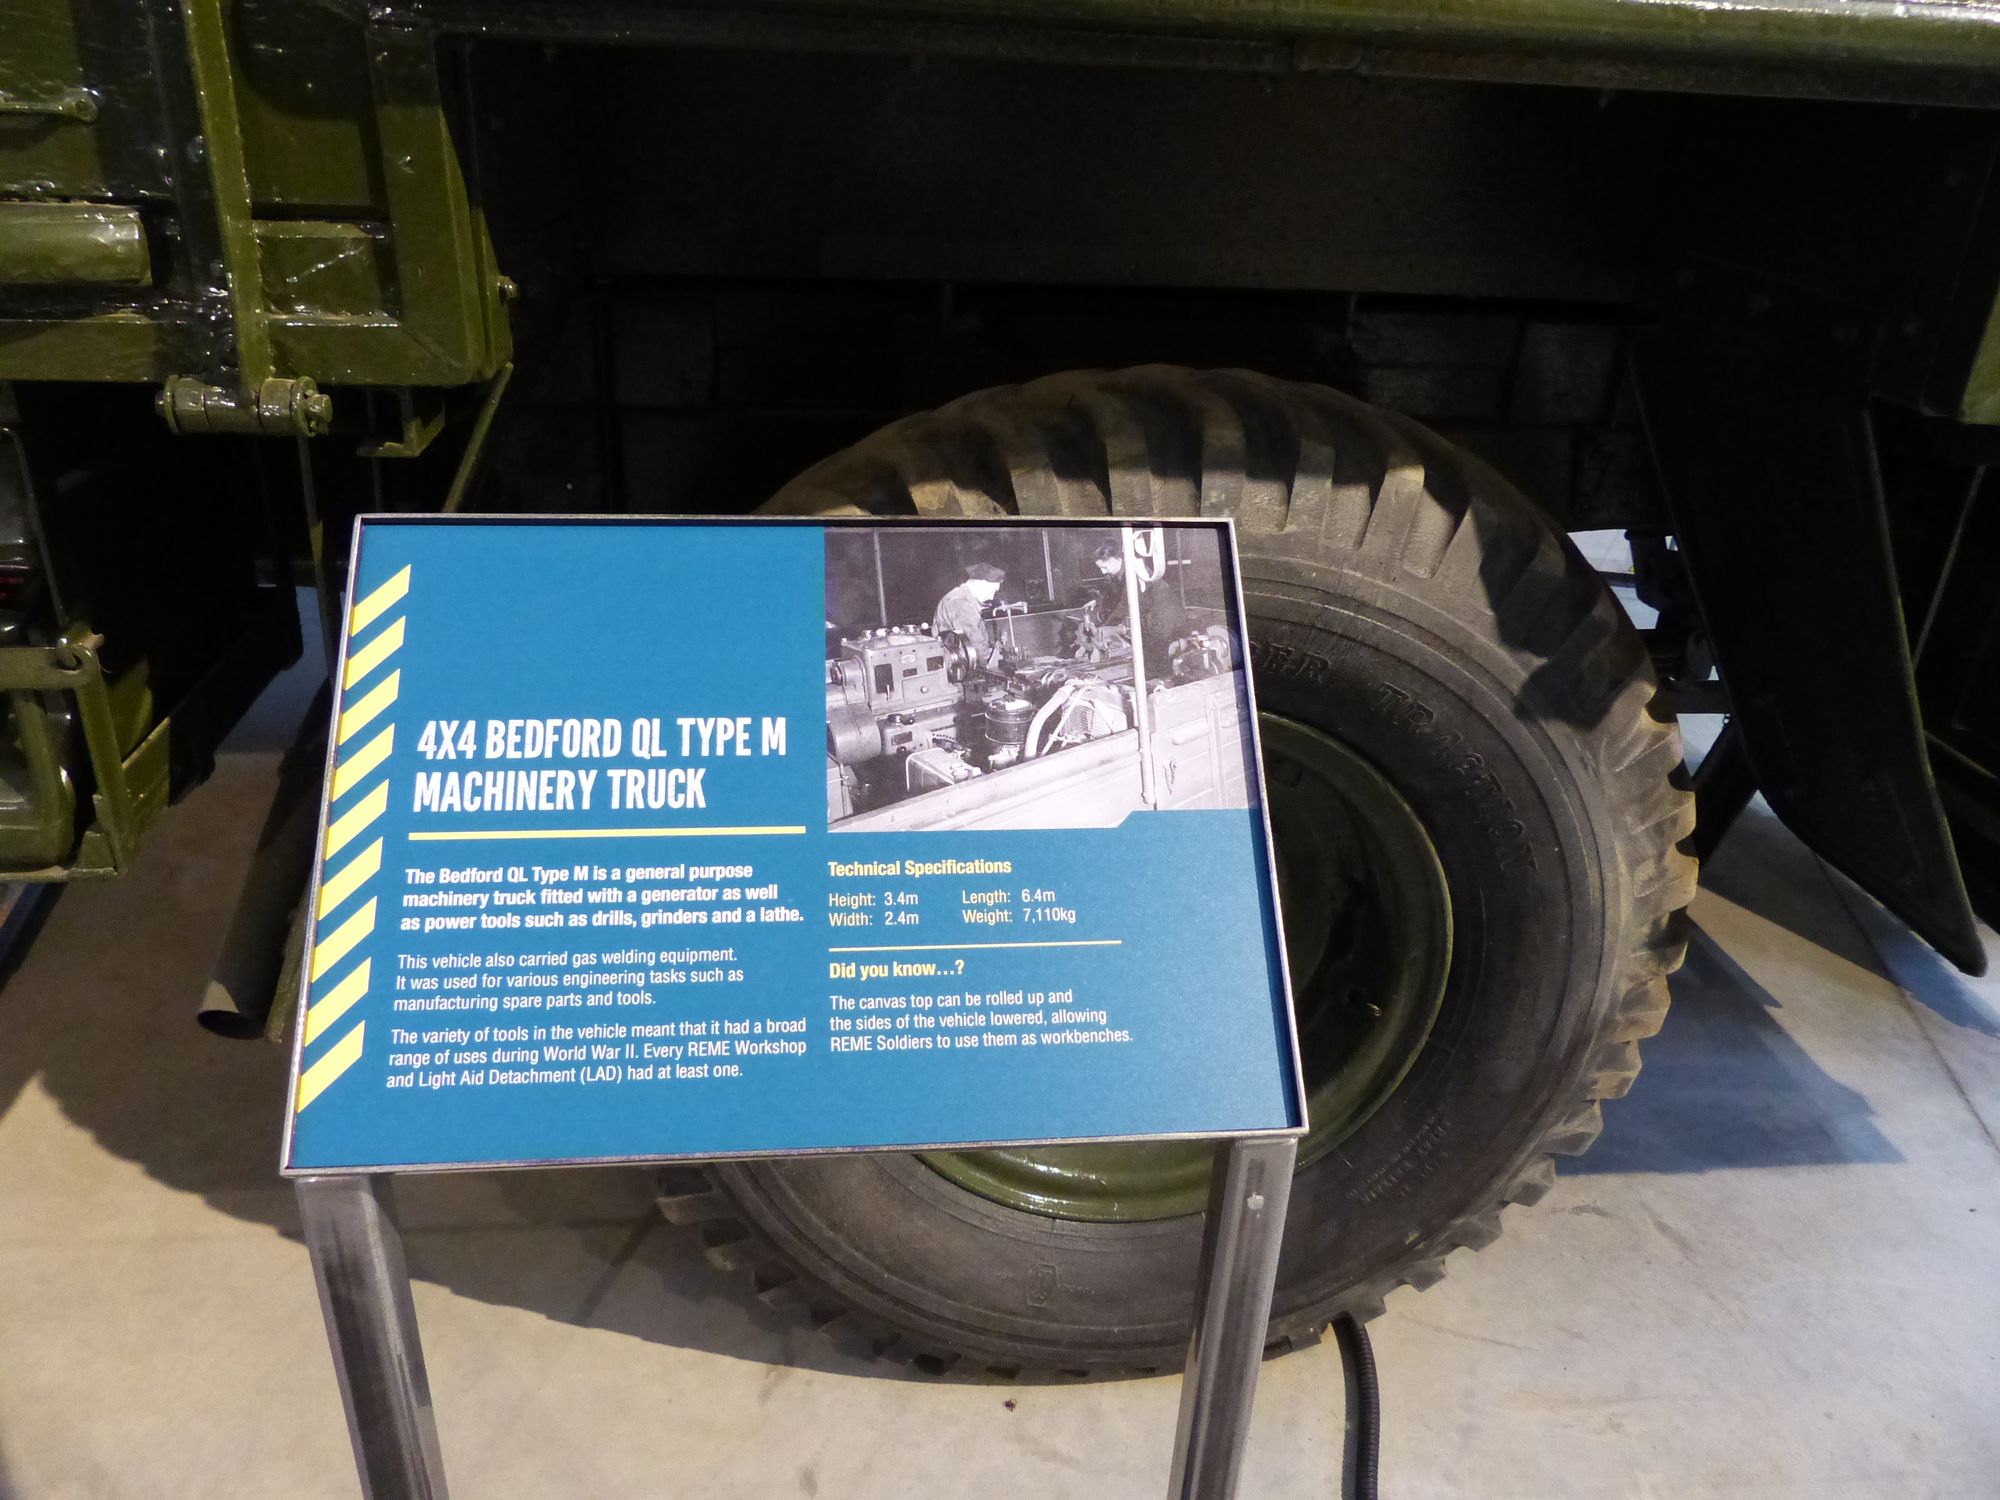 4X4 BEDFORD QL TYPE M
MACHINERY TRUCK
The Bedford QL Type M is a general purpose
machinery truck fitted with a generator as well
as power tools such as drills, grinders and a lathe.
This vehicle also carried gas welding equipment.
It was used for various engineering tasks such as
manufacturing spare parts and tools.
The variety of tools in the vehicle meant that it had a broad
range of uses during World War II. Every REME Workshop
and Light Aid Detachment (LAD) had at least one.
Technical Specifications
Height: 3.4m Length: 6.4m
Width: 2.4m Weight: 7,110kg
Did you know...?
The canvas top can be rolled up and
the sides of the vehicle lowered, allowing
REME Soldiers to use them as workbenches.
TRACTION